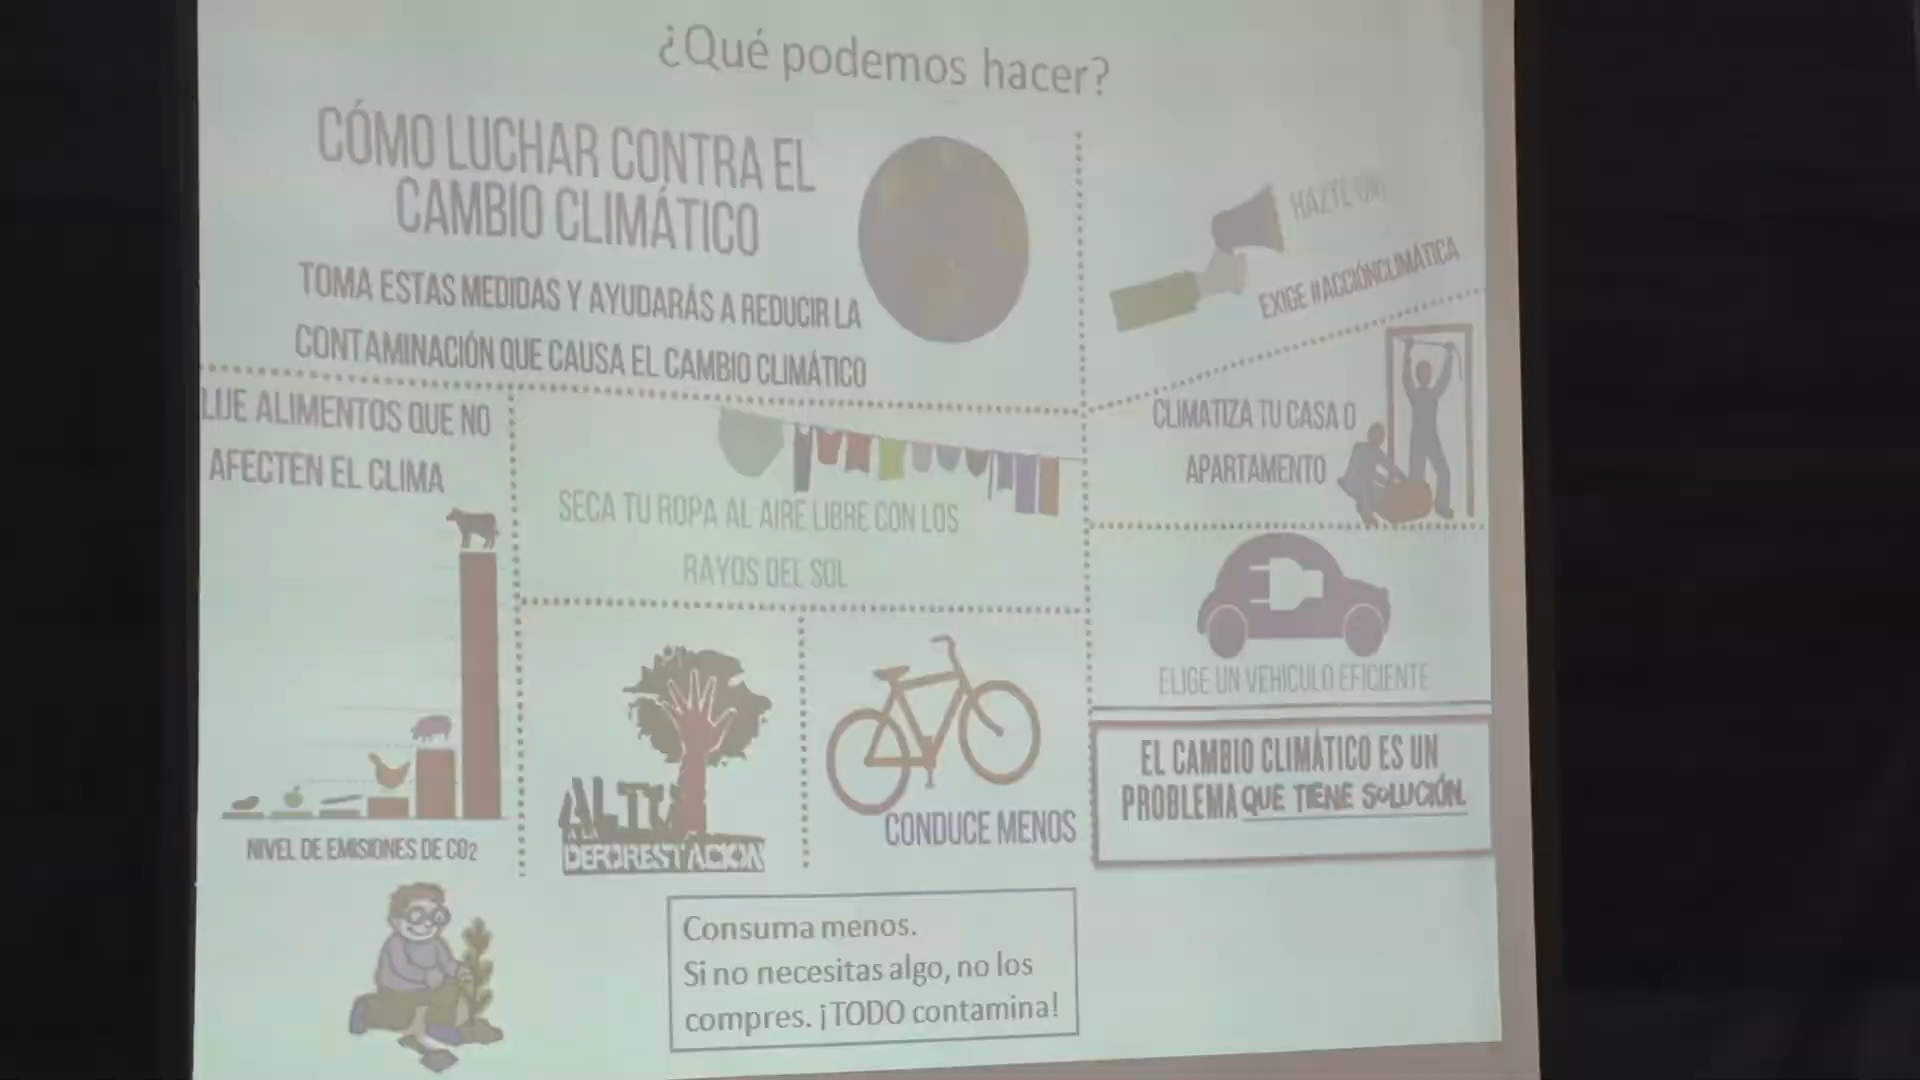 ¿Qué podemos hacer?
CÓMO LUCHAR CONTRA EL
CAMBIO CLIMÁTICO
TOMA ESTAS MEDIDAS Y AYUDARÁS A REDUCIR LA
CONTAMINACIÓN QUE CAUSA EL CAMBIO CLIMÁTICO
HAZTE
EXIGE #ACCIÓNCLIMÁTICA
CLIMATIZA TU CASA O
APARTAMENTO
LIJE ALIMENTOS QUE NO
AFECTEN EL CLIMA
SECA TU ROPA AL AIRE LIBRE CON LOS
RAYOS DEL SOL
ELIGE UN VEHICULO EFICIENTE
NIVEL DE EMISIONES DE CO2
DEFORESTACION
CONDUCE MENOS
EL CAMBIO CLIMÁTICO ES UN
PROBLEMA QUE TIENE SOLUCIÓN.
Consuma menos.
Si no necesitas algo, no los
compres. ¡TODO contamina!